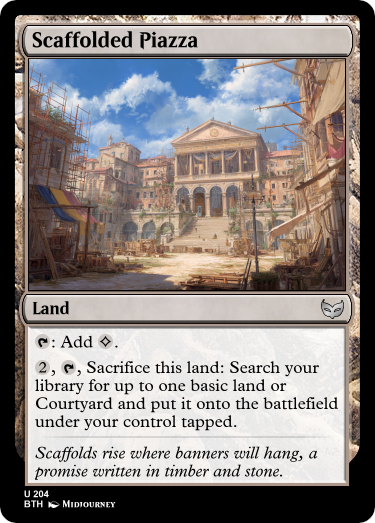 Scaffolded Piazza
Land
: Add .
2, , Sacrifice this land: Search your
library for up to one basic land or
Courtyard and put it onto the battlefield
under your control tapped.
Scaffolds rise where banners will hang, a
promise written in timber and stone.
U 204
BTH Midjourney